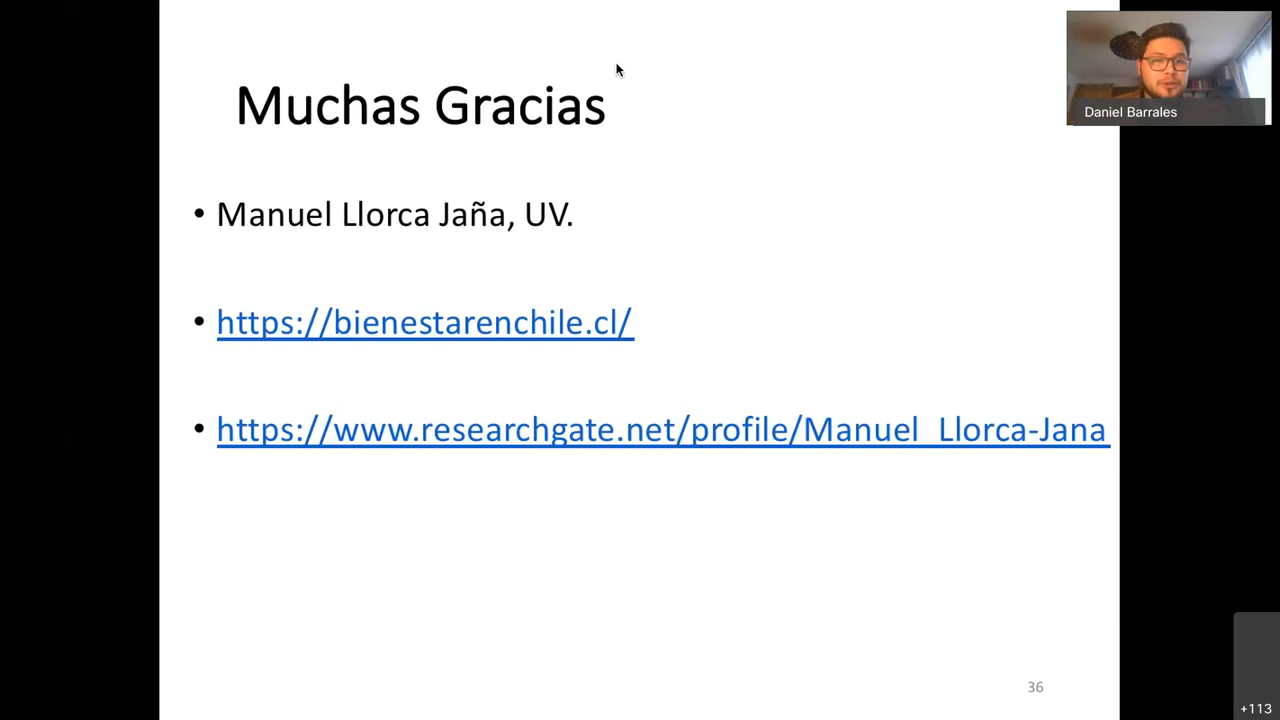 Muchas Gracias
Daniel Barrales
• Manuel Llorca Jaña, UV.
• https://bienestarenchile.cl/
• https://www.researchgate.net/profile/Manuel_Llorca-Jana
36
+113